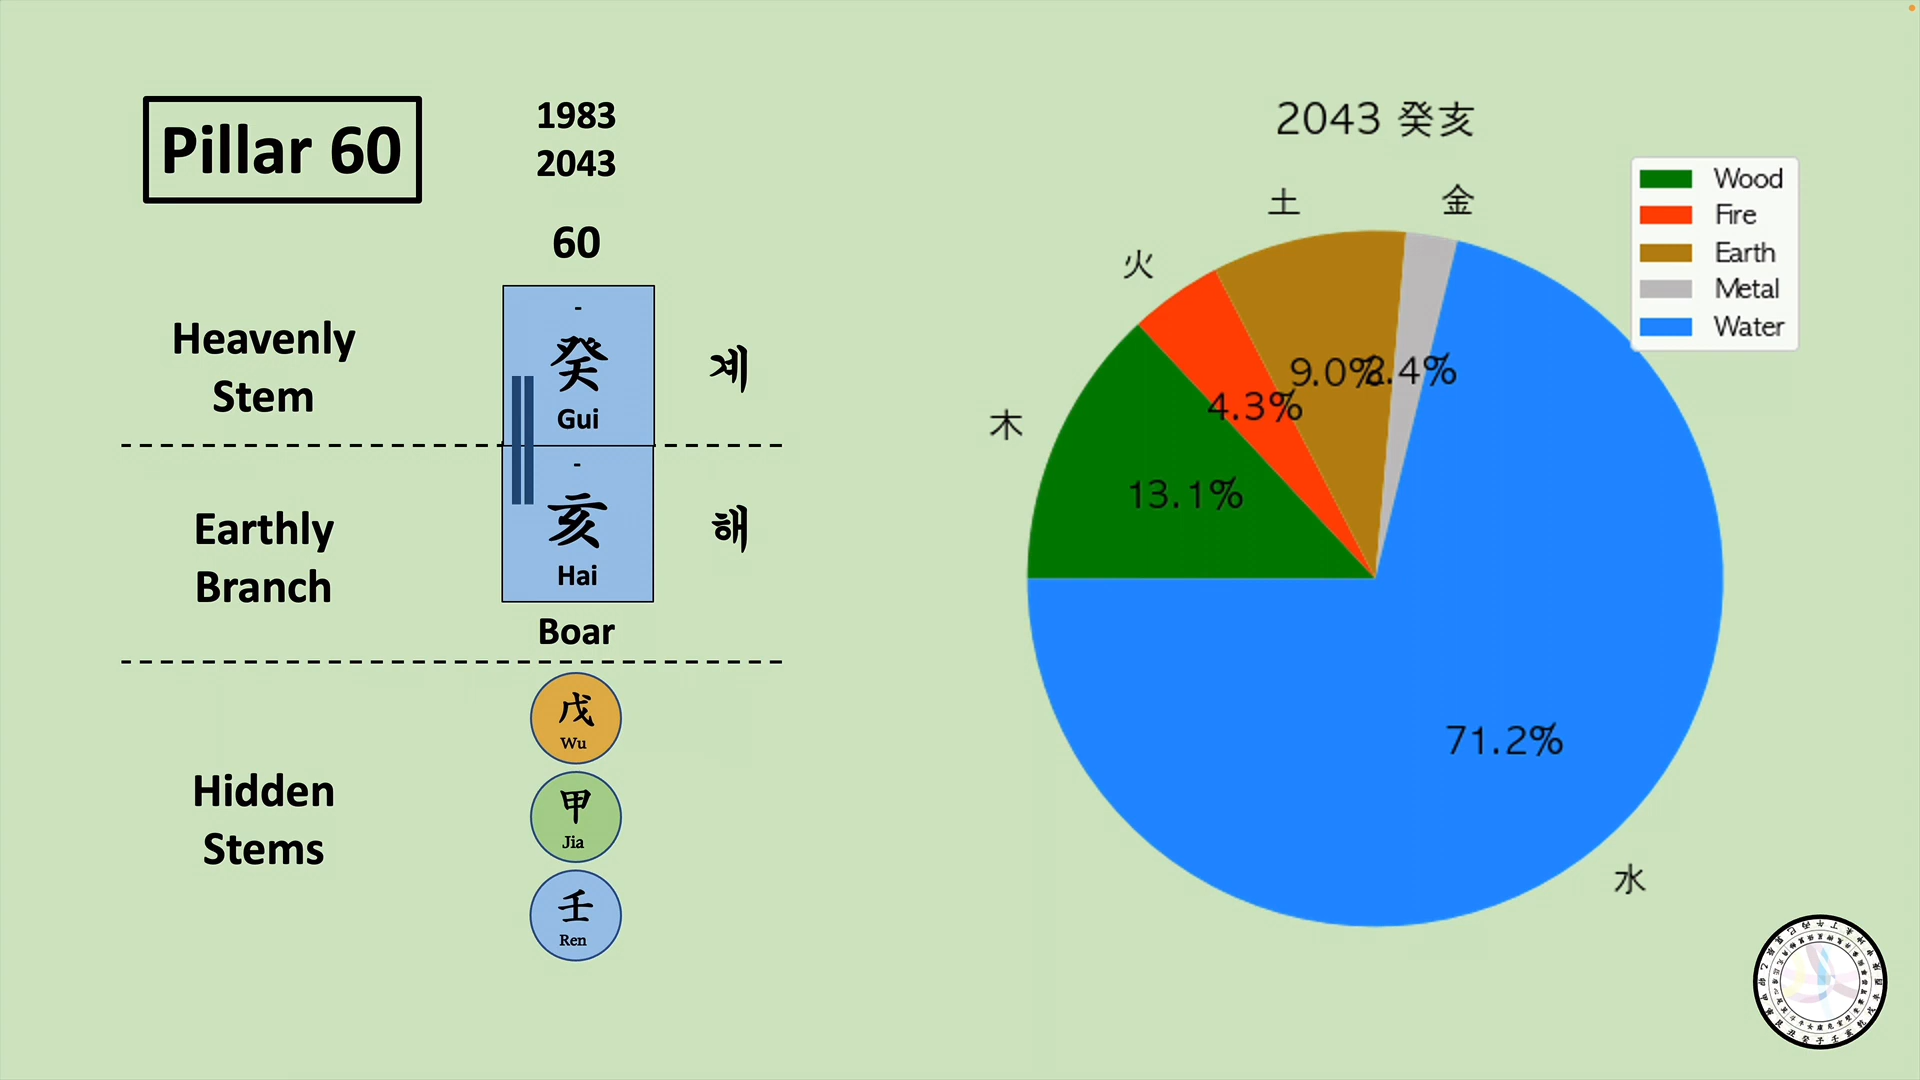 Pillar 60
1983
2043
60
Heavenly
Stem
-
癸
Gui
계
Earthly
Branch
-
亥
Hai
해
Boar
Hidden
Stems
戊
Wu
甲
Jia
壬
Ren
2043 癸亥
Wood
Fire
Earth
Metal
Water
土
金
火
木
水
9.0%
2.4%
4.3%
13.1%
71.2%